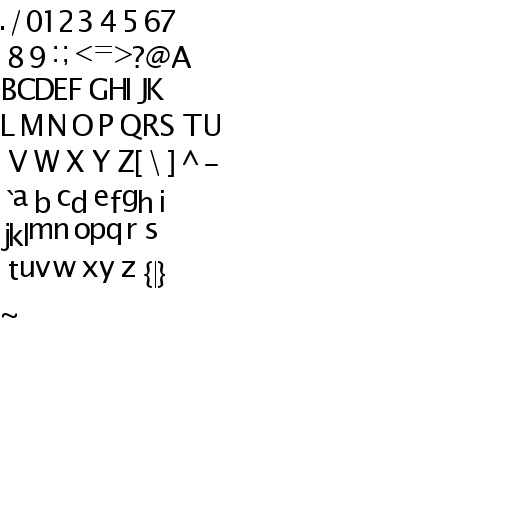 . / 0 1 2 3 4 5 6 7
8 9 : ; < = > ? @ A
B C D E F G H I J K
L M N O P Q R S T U
V W X Y Z [ \ ] ^ –
` a b c d e f g h i
j k l m n o p q r s
t u v w x y z { | }
~